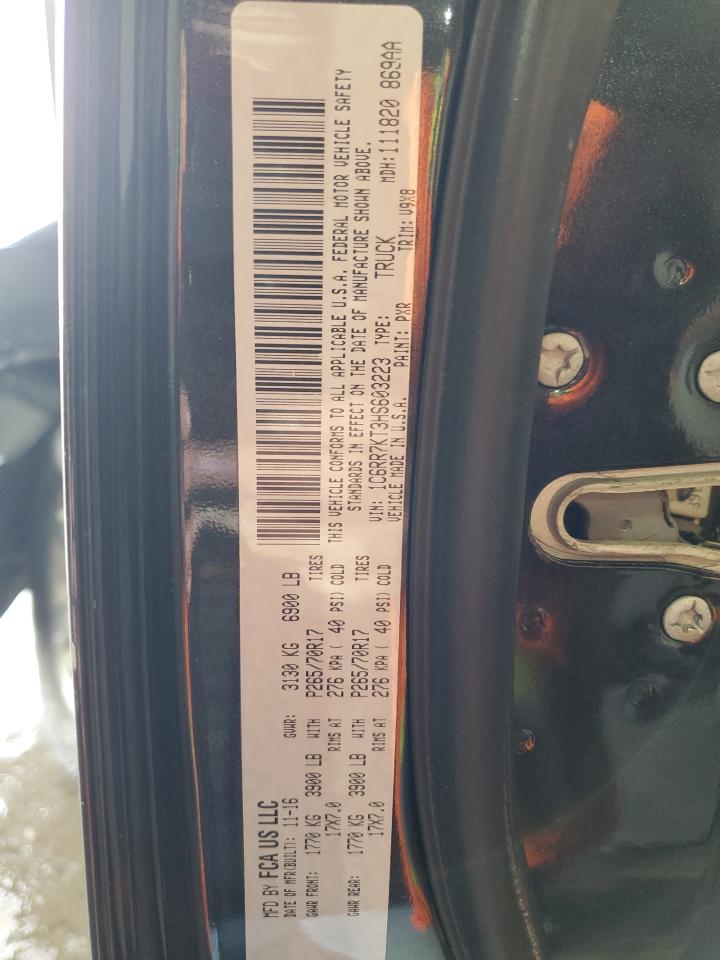 MFD BY FCA US LLC
DATE OF MFR(BUILT): 11-16 GVWR: 3130 KG 6900 LB
GAWR FRONT: 1770 KG 3900 LB WITH P265/70R17 TIRES
17X7.0 RIMS AT 276 KPA ( 40 PSI) COLD
GAWR REAR: 1770 KG 3900 LB WITH P265/70R17 TIRES
17X7.0 RIMS AT 276 KPA ( 40 PSI) COLD
THIS VEHICLE CONFORMS TO ALL APPLICABLE U.S.A. FEDERAL MOTOR VEHICLE SAFETY
STANDARDS IN EFFECT ON THE DATE OF MANUFACTURE SHOWN ABOVE.
VIN: 1C6RR7KT3HS603223 TYPE: TRUCK MDH: 111820 869AA
VEHICLE MADE IN U.S.A. PAINT: PXR TRIM: V9X8